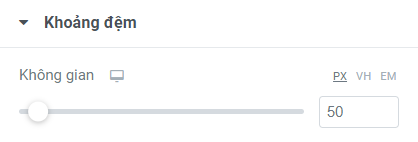 Khoảng đệm
Không gian PX VH EM
50